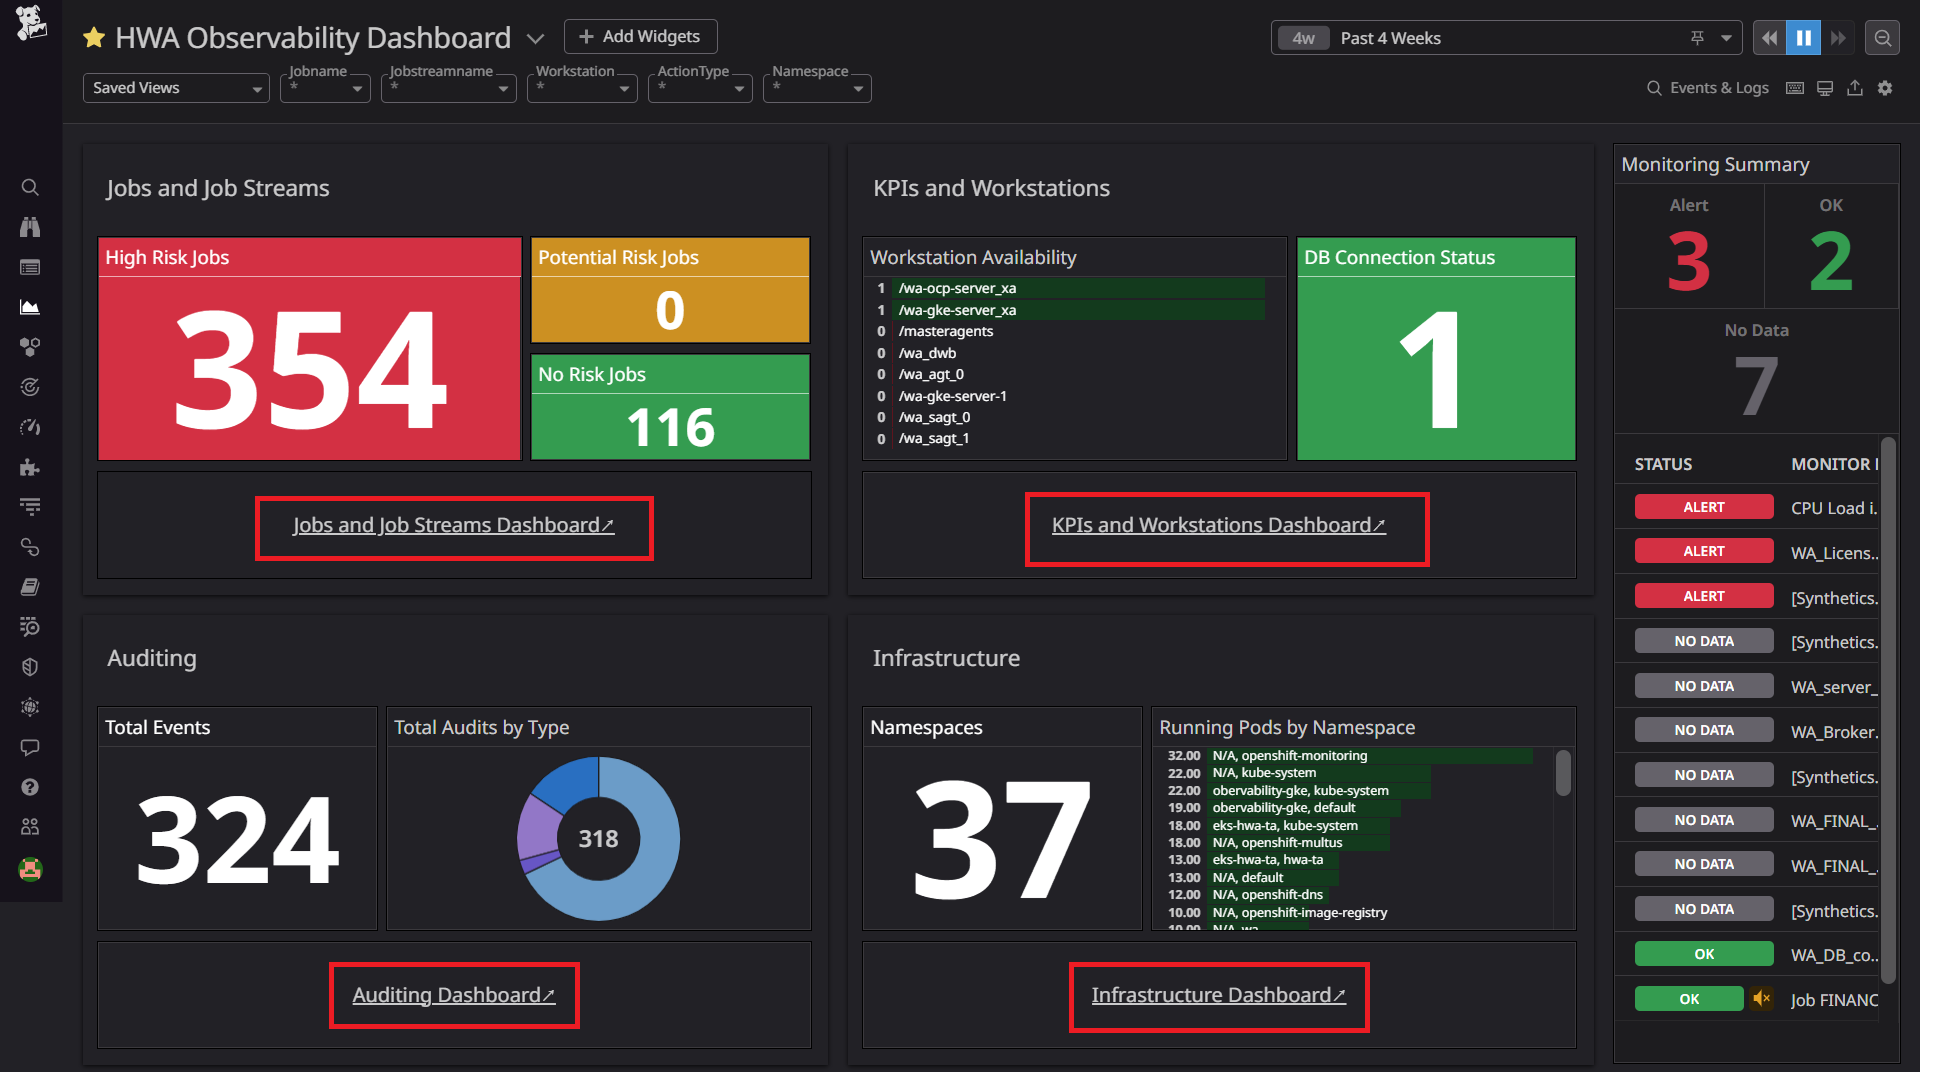 HWA Observability Dashboard
+ Add Widgets
4w Past 4 Weeks
Saved Views
Jobname
*
Jobstreamname
*
Workstation
*
ActionType
*
Namespace
*
Events & Logs
Jobs and Job Streams
High Risk Jobs
354
Potential Risk Jobs
0
No Risk Jobs
116
Jobs and Job Streams Dashboard↗
KPIs and Workstations
Workstation Availability
1 /wa-ocp-server_xa
1 /wa-gke-server_xa
0 /masteragents
0 /wa_dwb
0 /wa_agt_0
0 /wa-gke-server-1
0 /wa_sagt_0
0 /wa_sagt_1
DB Connection Status
1
KPIs and Workstations Dashboard↗
Auditing
Total Events
324
Total Audits by Type
318
Auditing Dashboard↗
Infrastructure
Namespaces
37
Running Pods by Namespace
32.00 N/A, openshift-monitoring
22.00 N/A, kube-system
22.00 obervability-gke, kube-system
19.00 obervability-gke, default
18.00 eks-hwa-ta, kube-system
18.00 N/A, openshift-multus
13.00 eks-hwa-ta, hwa-ta
13.00 N/A, default
12.00 N/A, openshift-dns
10.00 N/A, openshift-image-registry
10.00 N/A, wa
Infrastructure Dashboard↗
Monitoring Summary
Alert
3
OK
2
No Data
7
STATUS MONITOR
ALERT CPU Load i..
ALERT WA_Licens..
ALERT [Synthetics.
NO DATA [Synthetics.
NO DATA WA_server_
NO DATA WA_Broker.
NO DATA [Synthetics.
NO DATA WA_FINAL_.
NO DATA WA_FINAL_.
NO DATA [Synthetics.
OK WA_DB_co..
OK Job FINANC